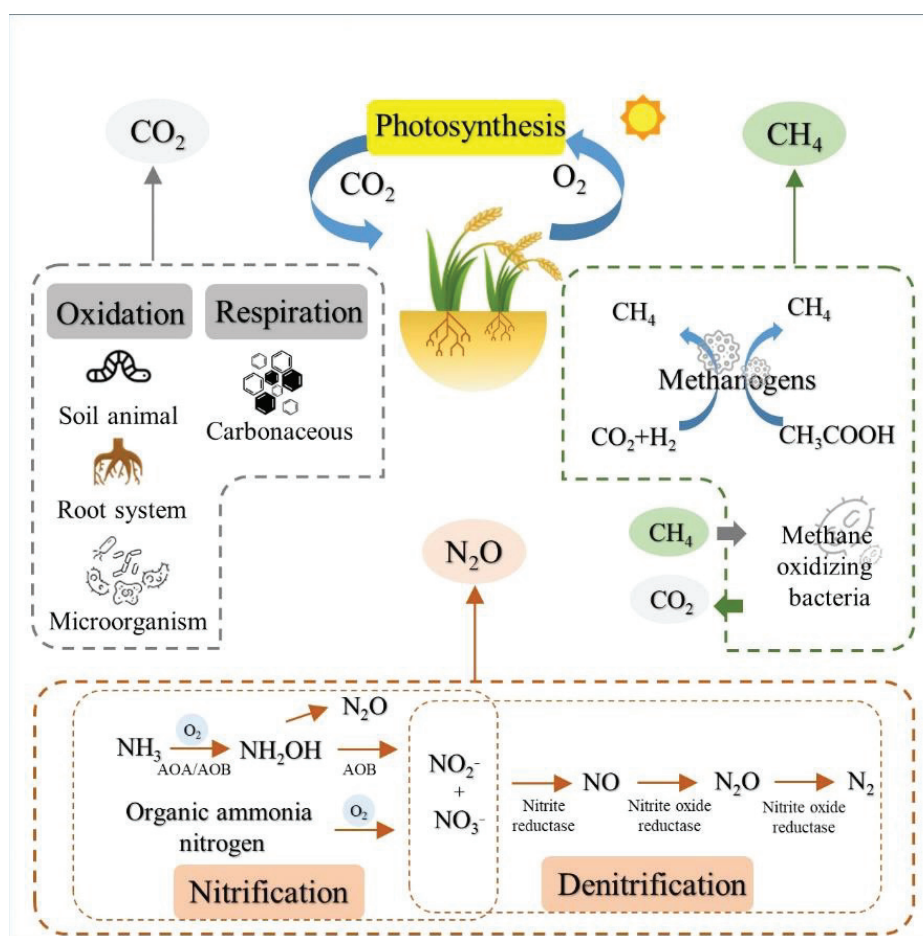 Photosynthesis
CO₂
O₂
CO₂
CH₄
Oxidation
Respiration
Soil animal
Carbonaceous
Root system
Microorganism
CH₄
CH₄
Methanogens
CO₂+H₂
CH₃COOH
CH₄
CO₂
Methane
oxidizing
bacteria
N₂O
N₂O
NH₃
O₂
AOA/AOB
NH₂OH
AOB
Organic ammonia
nitrogen
O₂
NO₂⁻
+
NO₃⁻
Nitrite
reductase
NO
Nitrite oxide
reductase
N₂O
Nitrite oxide
reductase
N₂
Nitrification
Denitrification